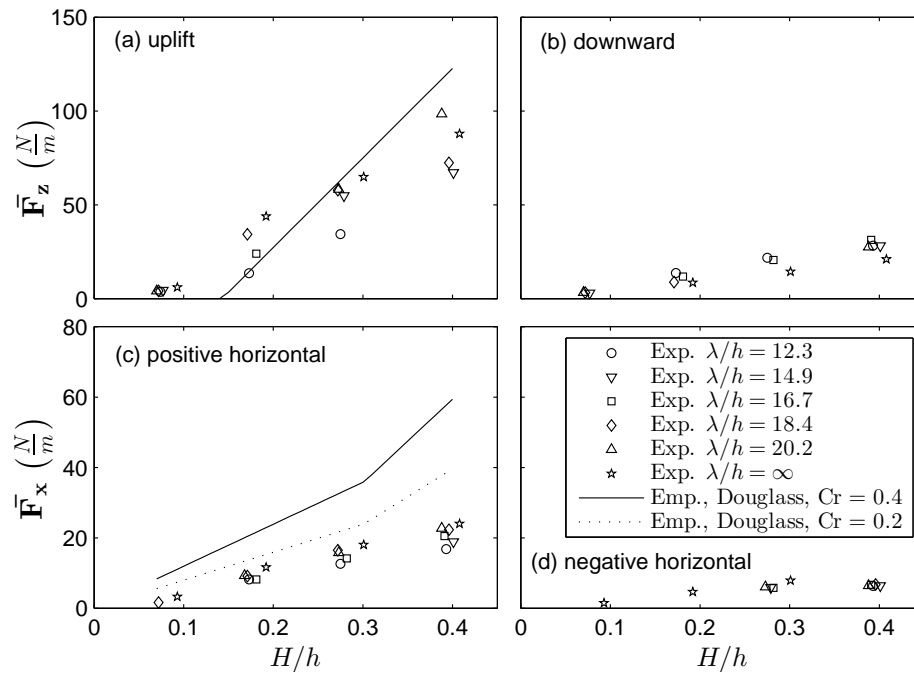 (a) uplift
(b) downward
150
100
50
0
F̄z (N/m)
(c) positive horizontal
80
60
40
20
0
F̄x (N/m)
0 0.1 0.2 0.3 0.4
H/h
Exp. λ/h = 12.3
Exp. λ/h = 14.9
Exp. λ/h = 16.7
Exp. λ/h = 18.4
Exp. λ/h = 20.2
Exp. λ/h = ∞
Emp., Douglass, Cr = 0.4
Emp., Douglass, Cr = 0.2
(d) negative horizontal
0 0.1 0.2 0.3 0.4
H/h